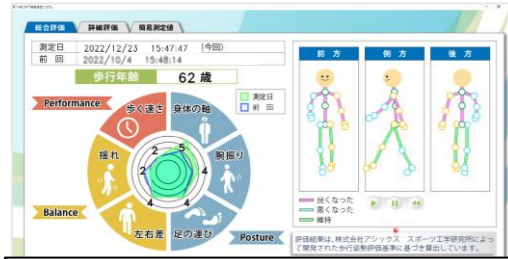 総合評価 詳細評価 簡易測定値
測定日 2022/12/23 15:47:47 (今回)
前 回 2022/10/4 15:48:14
歩行年齢 62 歳
測定日
前 回
Performance
歩く速さ
身体の軸
揺れ
腕振り
2 5
2 4
4 4
Balance
左右差
足の運び
Posture
前 方 側 方 後 方
良くなった
悪くなった
維持
評価結果は、株式会社アシックス スポーツ工学研究所によっ
て開発された歩行姿勢評価基準に基づき算出しています。